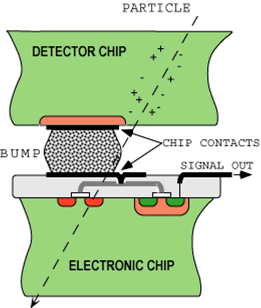 PARTICLE
DETECTOR CHIP
CHIP CONTACTS
BUMP
SIGNAL OUT
ELECTRONIC CHIP